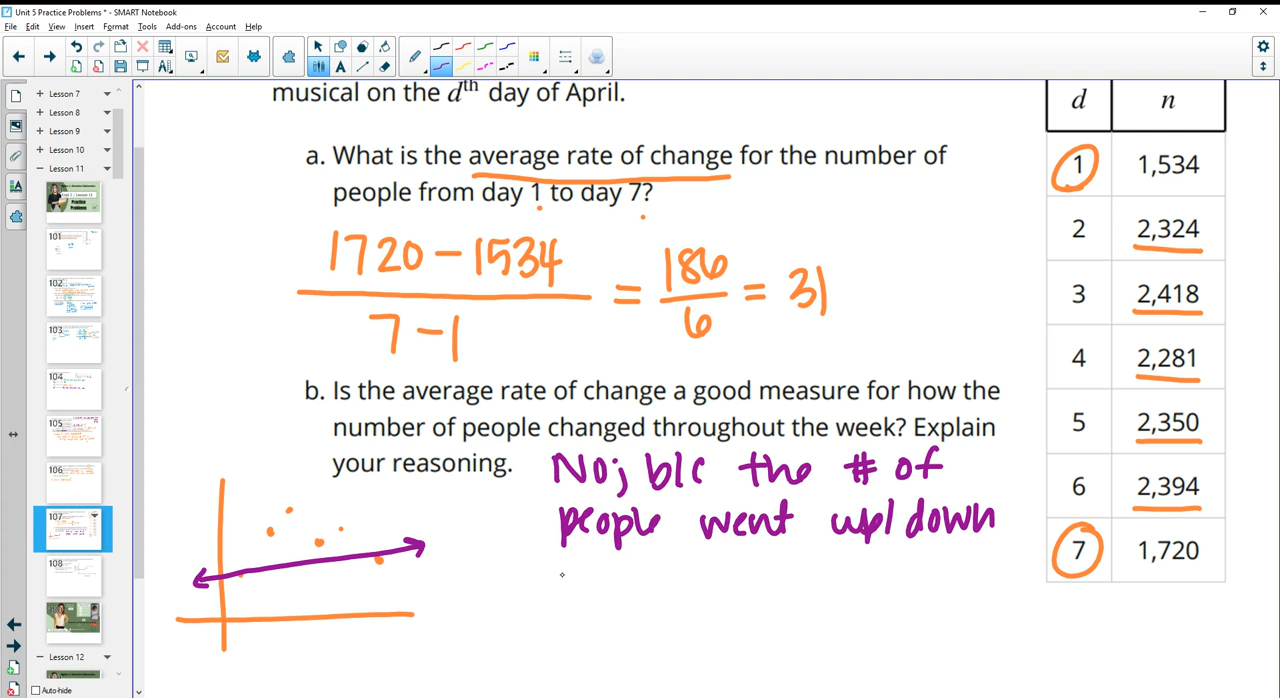 Unit 5 Practice Problems * - SMART Notebook
File Edit View Insert Format Tools Add-ons Account Help
Lesson 7
Lesson 8
Lesson 9
Lesson 10
Lesson 11
Practice
Problems
101
102
103
104
105
106
107
108
Lesson 12
Auto-hide
musical on the dth day of April.
a. What is the average rate of change for the number of
people from day 1 to day 7?
1720 - 1534
7 - 1
= 186
6
= 31
b. Is the average rate of change a good measure for how the
number of people changed throughout the week? Explain
your reasoning.
No; b/c the # of
people went up/down
d n
1 1,534
2 2,324
3 2,418
4 2,281
5 2,350
6 2,394
7 1,720